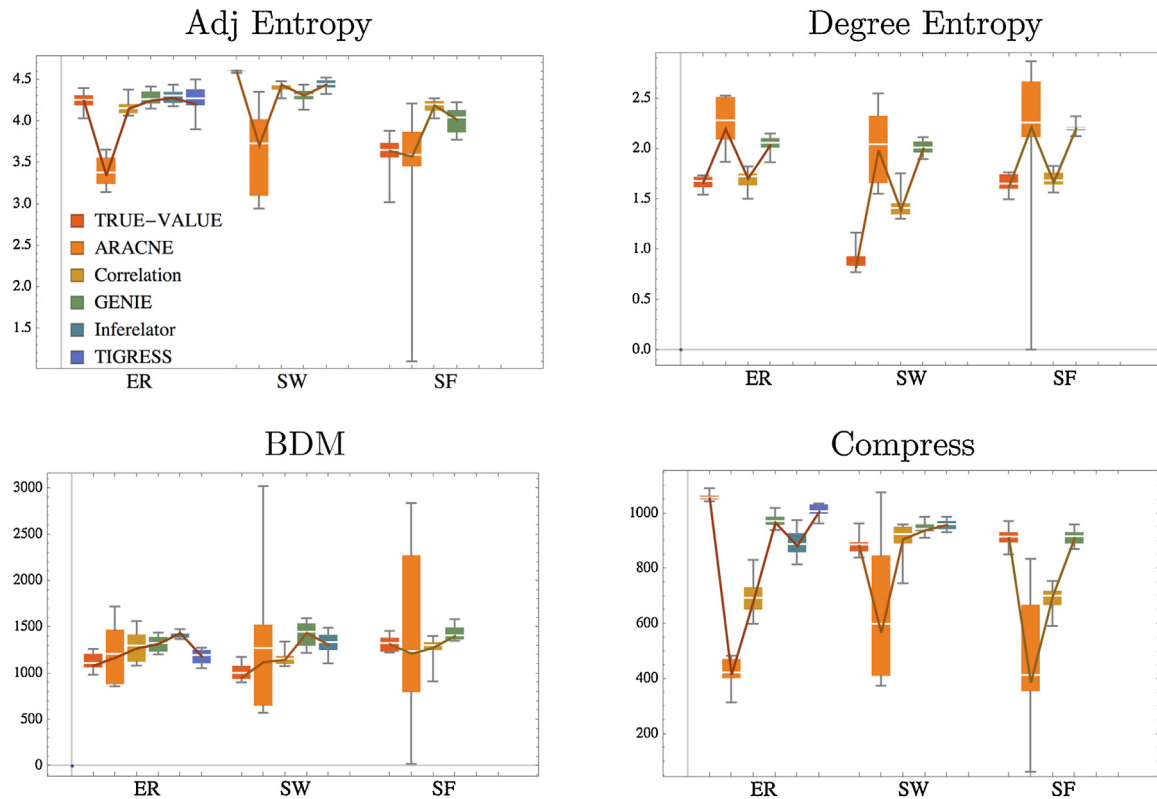 Adj Entropy
4.5
4.0
3.5
3.0
2.5
2.0
1.5
TRUE-VALUE
ARACNE
Correlation
GENIE
Inferelator
TIGRESS
ER SW SF
Degree Entropy
2.5
2.0
1.5
1.0
0.5
0.0
ER SW SF
BDM
3000
2500
2000
1500
1000
500
0
ER SW SF
Compress
1000
800
600
400
200
ER SW SF